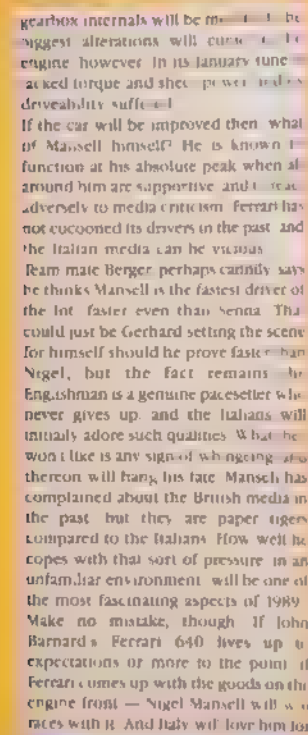 gearbox internals will be
biggest alterations will
engine however In its January tune
lacked torque and power
driveability suffered
If the car will be improved then what
of Mansell himself? He is known
function at his absolute peak when all
around him are supportive and
adversely to media criticism Ferrari has
not cocooned its drivers in the past and
the Italian media can be vicious
Team mate Berger, perhaps cannily says
he thinks Mansell is the fastest driver of
the lot faster even than Senna That
could just be Gerhard setting the scene
for himself should he prove faster than
Nigel, but the fact remains the
Englishman is a genuine pacesetter who
never gives up, and the Italians will
initially adore such qualities What he
won't like is any sign of whingeing and
thereon will hang his fate Mansell has
complained about the British media in
the past but they are paper tigers
compared to the Italians How well he
copes with that sort of pressure in an
unfamiliar environment will be one of
the most fascinating aspects of 1989
Make no mistake, though If John
Barnard's Ferrari 640 lives up to
expectations or more to the point if
Ferrari comes up with the goods on the
engine front — Nigel Mansell will win
races with it And Italy will love him for